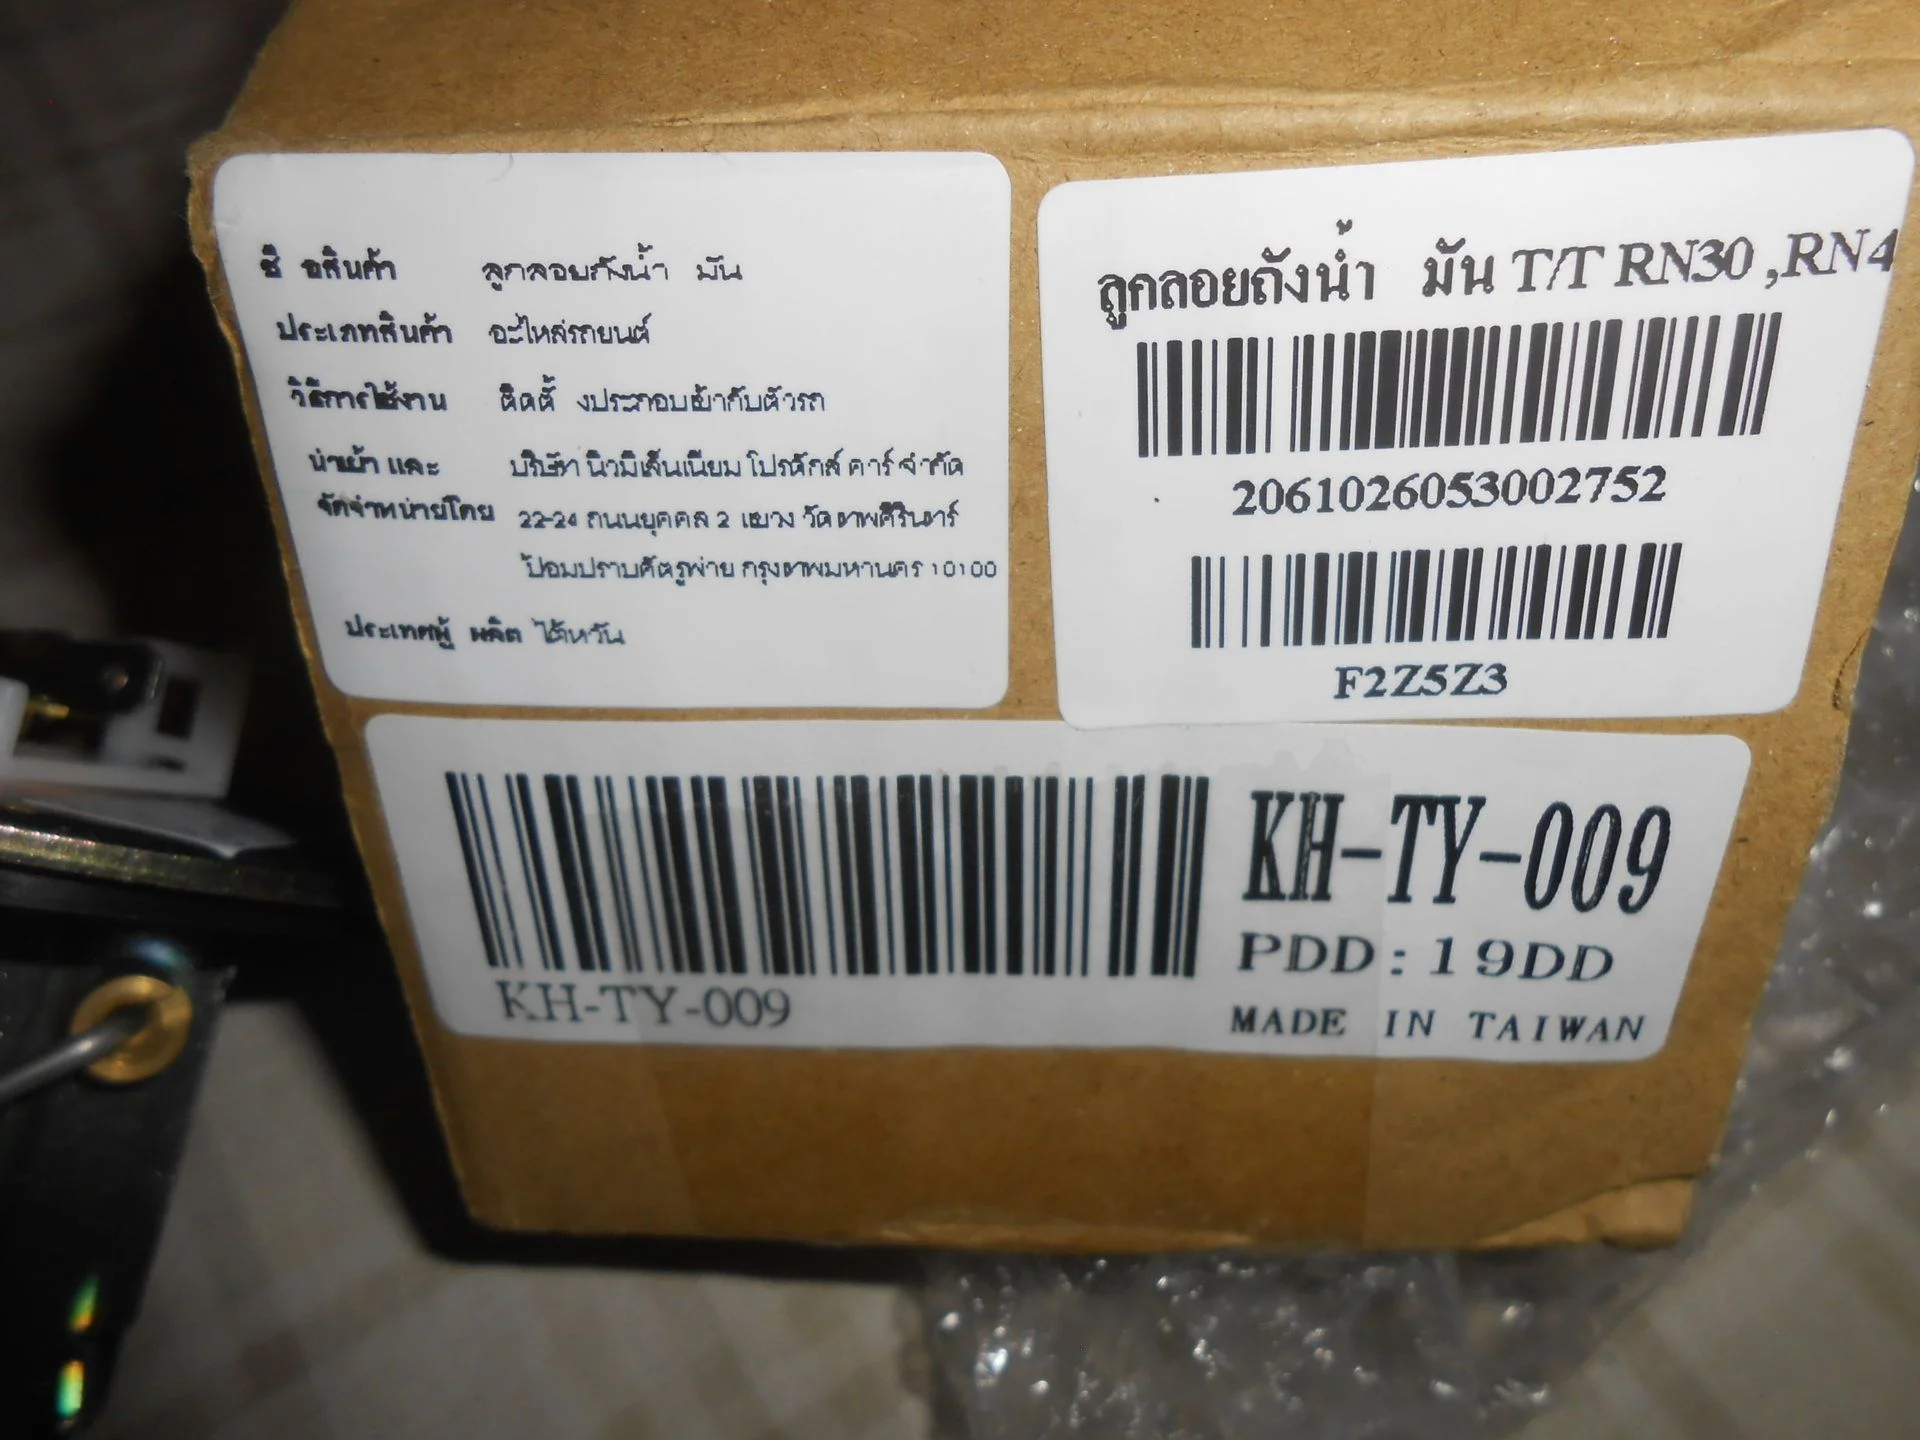 ชื่ อสินค้า ลูกลอยถังน้ำ มัน
ประเภทสินค้า อะไหล่รถยนต์
วิธีการใช้งาน ติดตั้ งประกอบเข้ากับตัวรถ
นำเข้า และ บริษัท นิวมิเล็นเนียม โปรดักส์ คาร์ จำกัด
จัดจำหน่ายโดย 22-24 ถนนยุคคล 2 แขวง วัดเทพศิรินทร์
ป้อมปราบศัตรูพ่าย กรุงเทพมหานคร 10100
ประเทศผู้ ผลิต ไต้หวัน
ลูกลอยถังน้ำ มัน T/T RN30 ,RN4
2061026053002752
F2Z5Z3
KH-TY-009
KH-TY-009
PDD : 19DD
MADE IN TAIWAN